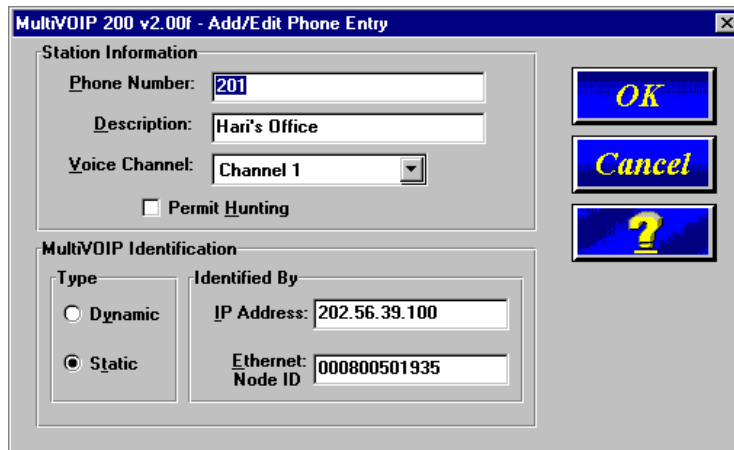 MultiVOIP 200 v2.00f - Add/Edit Phone Entry
Station Information
Phone Number: 201
Description: Hari's Office
Voice Channel: Channel 1
Permit Hunting
OK
Cancel
?
MultiVOIP Identification
Type
Dynamic
Static
Identified By
IP Address: 202.56.39.100
Ethernet: 000800501935
Node ID